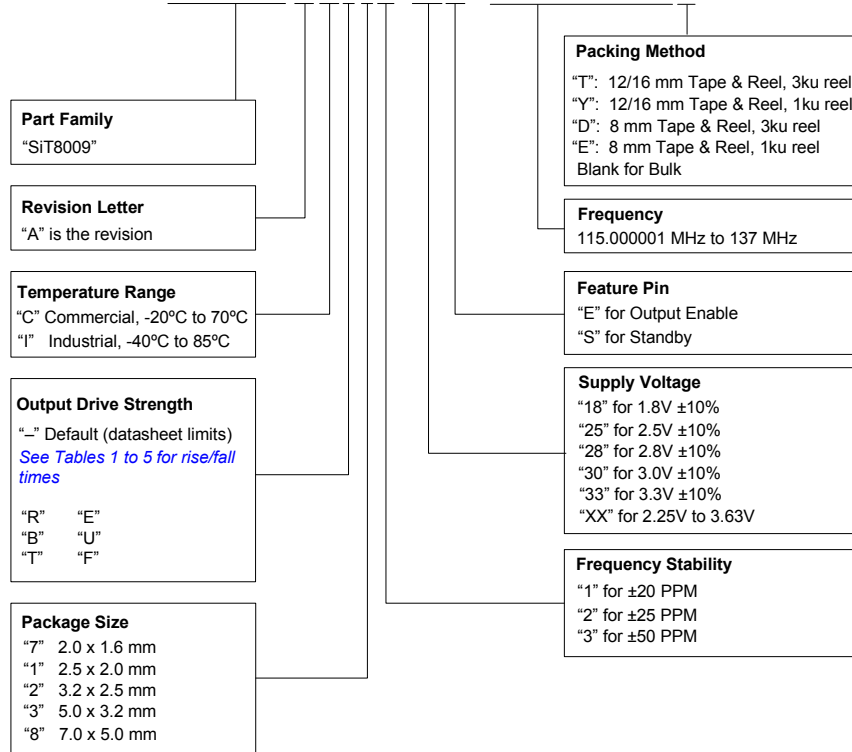 Part Family
“SiT8009”
Revision Letter
“A” is the revision
Temperature Range
“C” Commercial, -20ºC to 70ºC
“I” Industrial, -40ºC to 85ºC
Output Drive Strength
“–” Default (datasheet limits)
See Tables 1 to 5 for rise/fall
times
“R” “E”
“B” “U”
“T” “F”
Package Size
“7” 2.0 x 1.6 mm
“1” 2.5 x 2.0 mm
“2” 3.2 x 2.5 mm
“3” 5.0 x 3.2 mm
“8” 7.0 x 5.0 mm
Packing Method
“T”: 12/16 mm Tape & Reel, 3ku reel
“Y”: 12/16 mm Tape & Reel, 1ku reel
“D”: 8 mm Tape & Reel, 3ku reel
“E”: 8 mm Tape & Reel, 1ku reel
Blank for Bulk
Frequency
115.000001 MHz to 137 MHz
Feature Pin
“E” for Output Enable
“S” for Standby
Supply Voltage
“18” for 1.8V ±10%
“25” for 2.5V ±10%
“28” for 2.8V ±10%
“30” for 3.0V ±10%
“33” for 3.3V ±10%
“XX” for 2.25V to 3.63V
Frequency Stability
“1” for ±20 PPM
“2” for ±25 PPM
“3” for ±50 PPM